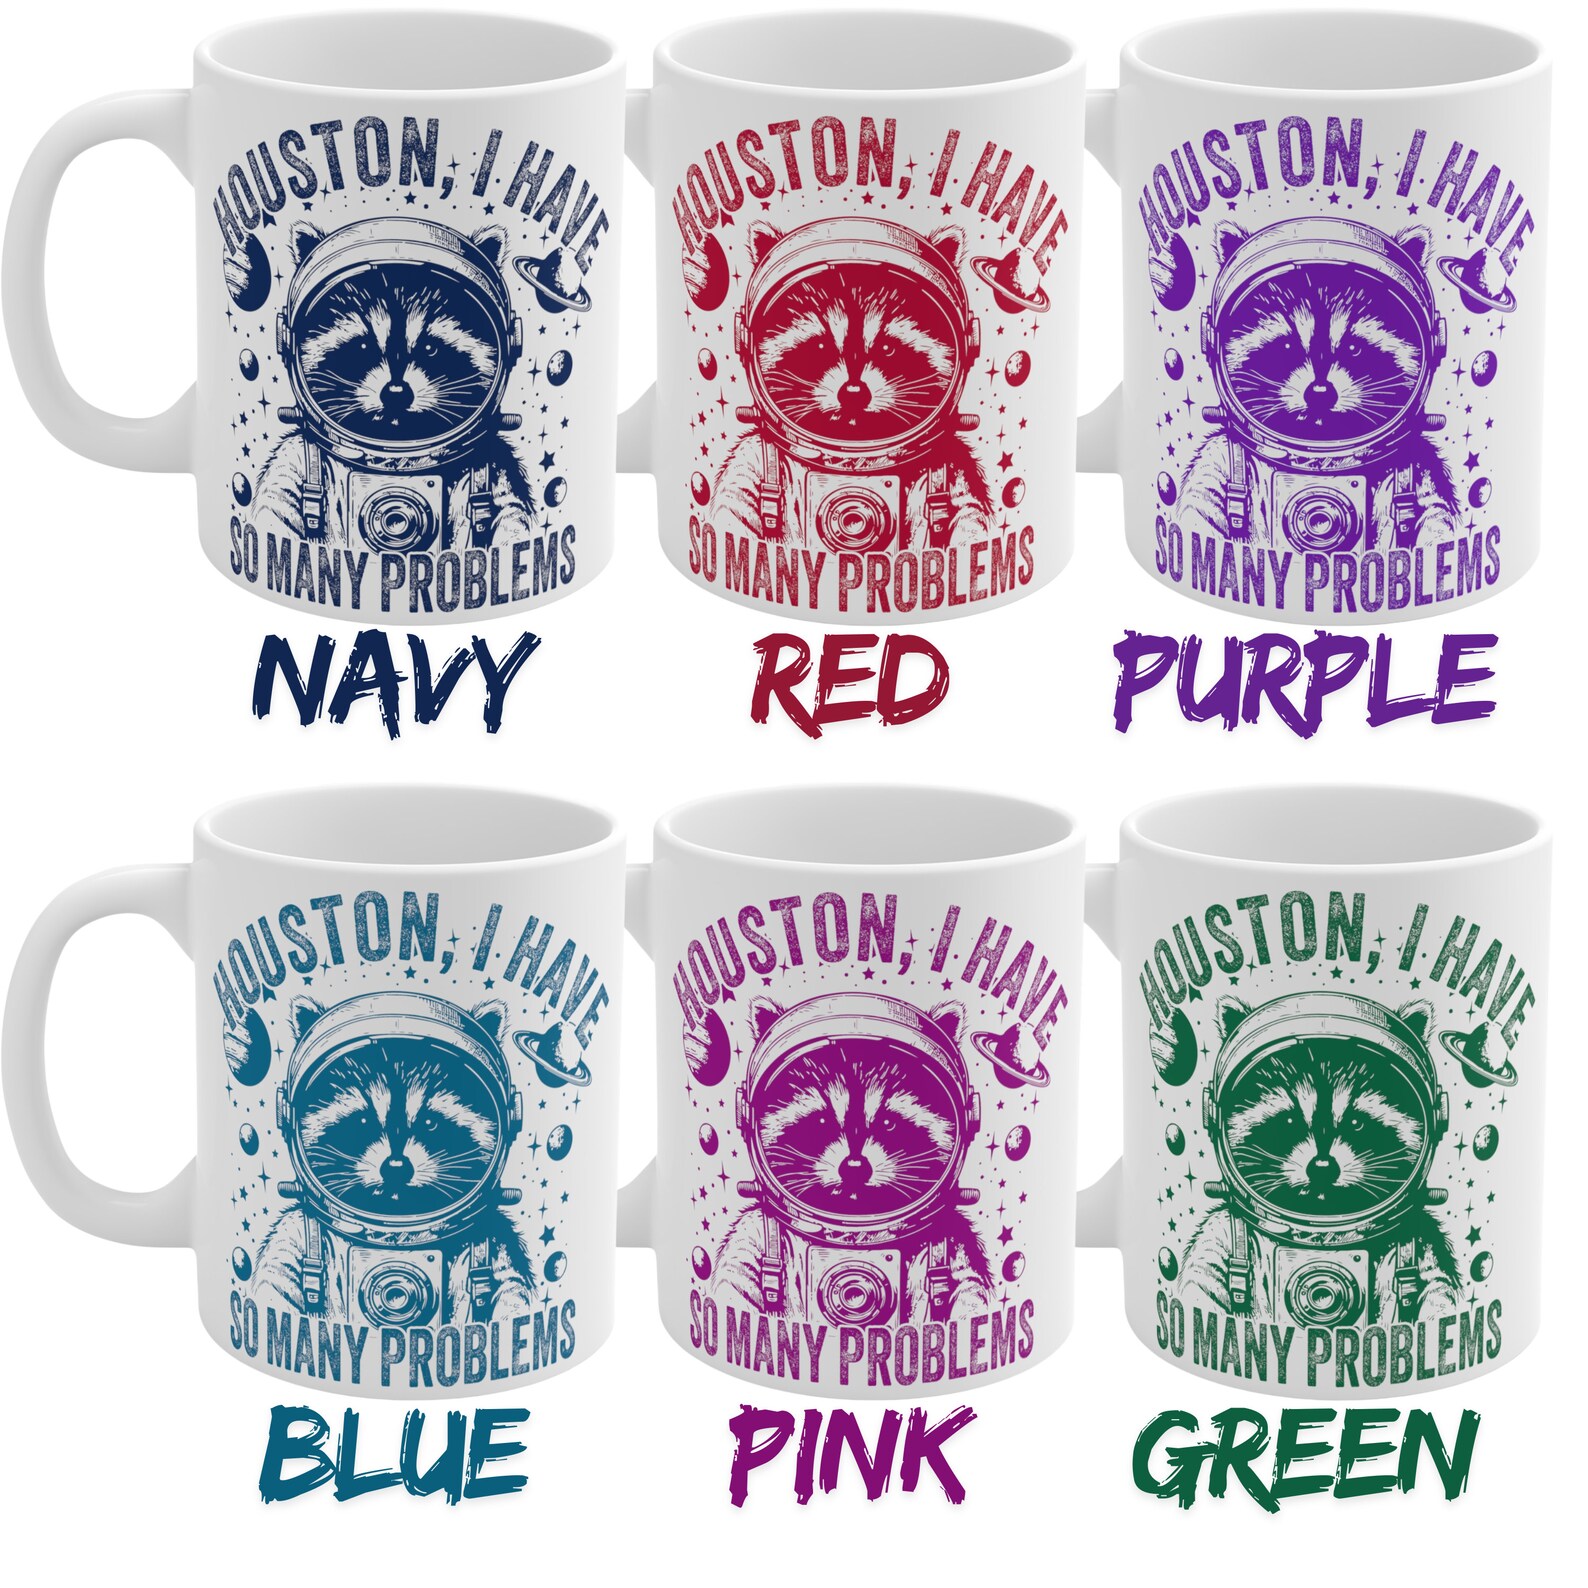 HOUSTON, I HAVE
SO MANY PROBLEMS
NAVY
HOUSTON, I HAVE
SO MANY PROBLEMS
RED
HOUSTON, I HAVE
SO MANY PROBLEMS
PURPLE
HOUSTON, I HAVE
SO MANY PROBLEMS
BLUE
HOUSTON, I HAVE
SO MANY PROBLEMS
PINK
HOUSTON, I HAVE
SO MANY PROBLEMS
GREEN